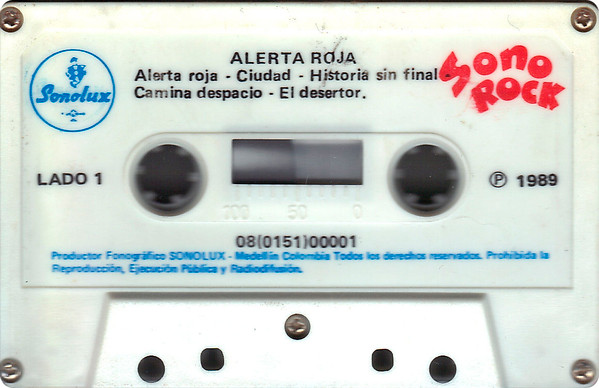 ALERTA ROJA
Alerta roja - Ciudad - Historia sin final -
Camina despacio - El desertor.
Sonolux
Sono
ROCK
LADO 1
Ⓟ 1989
100 50 0
08(0151)00001
Productor Fonográfico SONOLUX - Medellín Colombia Todos los derechos reservados. Prohibida la
Reproducción, Ejecución Pública y Radiodifusión.